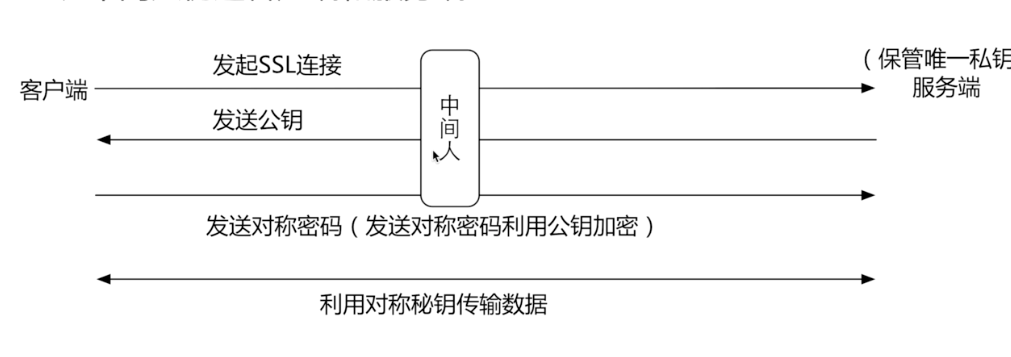 发起SSL连接
（保管唯一私钥
客户端
服务端
中
间
人
发送公钥
发送对称密码（发送对称密码利用公钥加密）
利用对称秘钥传输数据